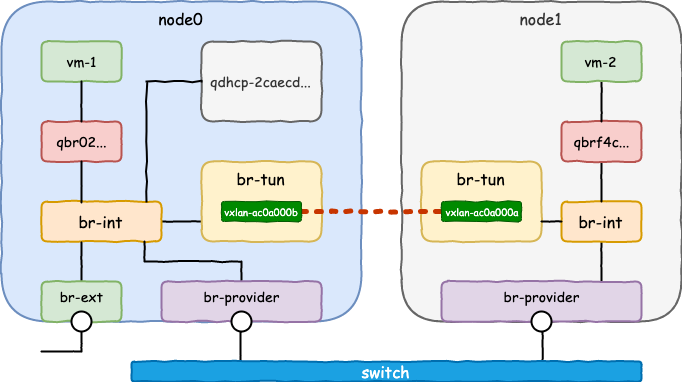 node0
node1
vm-1
qdhcp-2caecd...
vm-2
qbr02...
qbrf4c...
br-tun
br-tun
vxlan-ac0a000b
vxlan-ac0a000a
br-int
br-int
br-ext
br-provider
br-provider
switch